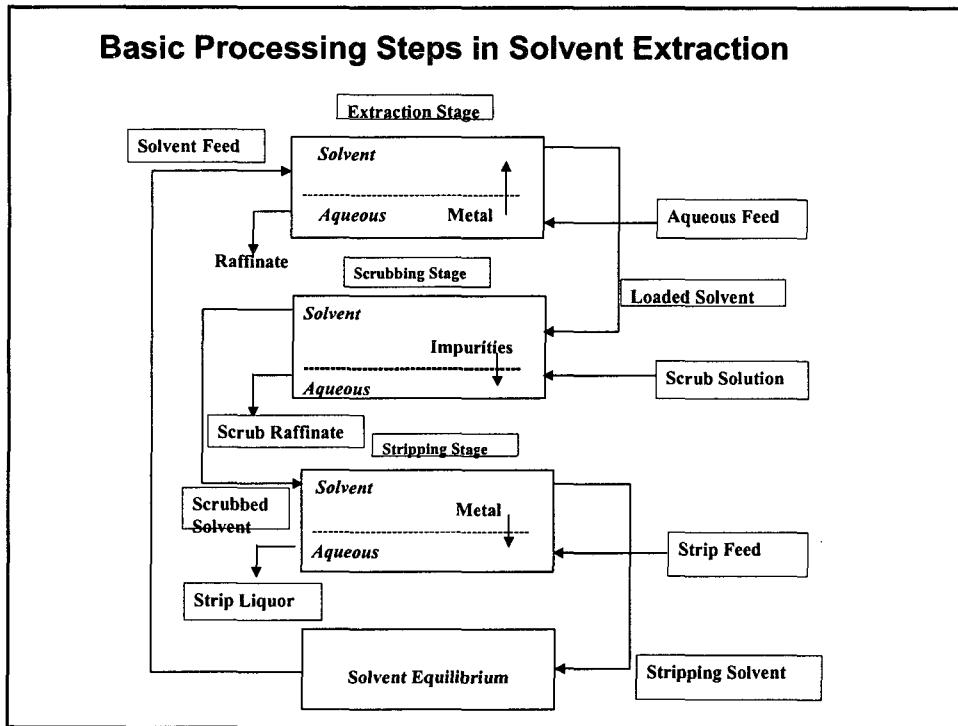 Basic Processing Steps in Solvent Extraction
Extraction Stage
Solvent Feed
Solvent
Aqueous Metal
Aqueous Feed
Raffinate
Scrubbing Stage
Loaded Solvent
Solvent
Impurities
Aqueous
Scrub Solution
Scrub Raffinate
Stripping Stage
Solvent
Scrubbed
Solvent
Metal
Aqueous
Strip Feed
Strip Liquor
Solvent Equilibrium
Stripping Solvent